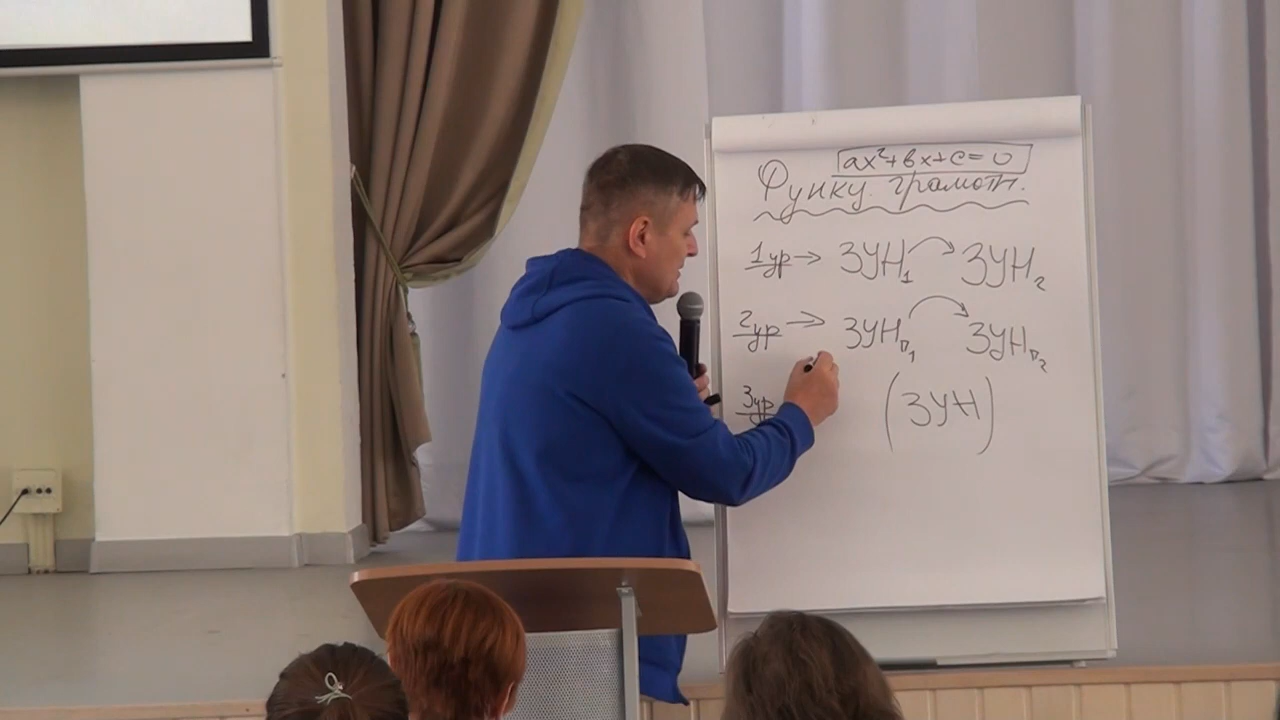 ax²+bx+c=0
Функц. грамотн.
1ур → ЗУН₁ ЗУН₂
2ур → ЗУНп₁ ЗУНп₂
3ур (ЗУН)